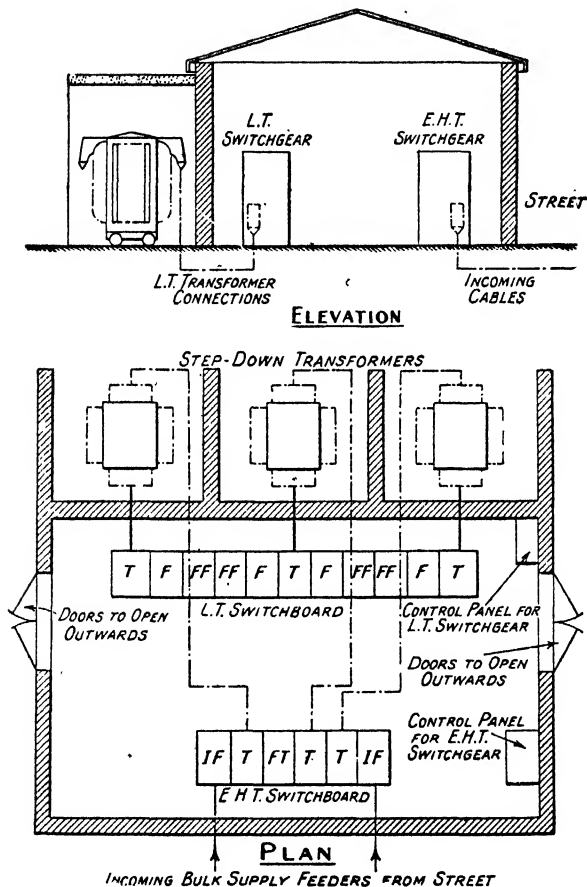 L.T.
SWITCHGEAR
E.H.T.
SWITCHGEAR
STREET
L.T. TRANSFORMER
CONNECTIONS
INCOMING
CABLES
ELEVATION
STEP-DOWN TRANSFORMERS
T F FF FF F T F FF FF F T
L.T. SWITCHBOARD
DOORS TO OPEN
OUTWARDS
CONTROL PANEL FOR
L.T. SWITCHGEAR
DOORS TO OPEN
OUTWARDS
CONTROL PANEL
FOR E.H.T.
SWITCHGEAR
IF T FT T T IF
E H T. SWITCHBOARD
PLAN
INCOMING BULK SUPPLY FEEDERS FROM STREET